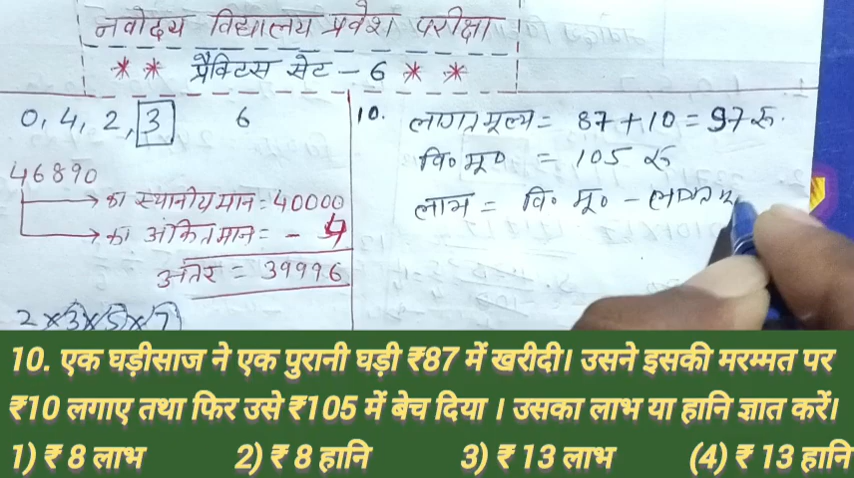 नवोदय विद्यालय प्रवेश परीक्षा
** प्रैक्टिस सेट - 6 **
0, 4, 2, 3 6
46890
का स्थानीय मान = 40000
का अंकित मान = - 4
अंतर = 39996
2×3×5×7
10. लागत मूल्य = 87 + 10 = 97 रू.
वि० मू० = 105 रू
लाभ = वि० मू० - लागत मू
10. एक घड़ीसाज ने एक पुरानी घड़ी ₹87 में खरीदी। उसने इसकी मरम्मत पर
₹10 लगाए तथा फिर उसे ₹105 में बेच दिया । उसका लाभ या हानि ज्ञात करें।
1) ₹ 8 लाभ 2) ₹ 8 हानि 3) ₹ 13 लाभ (4) ₹ 13 हानि